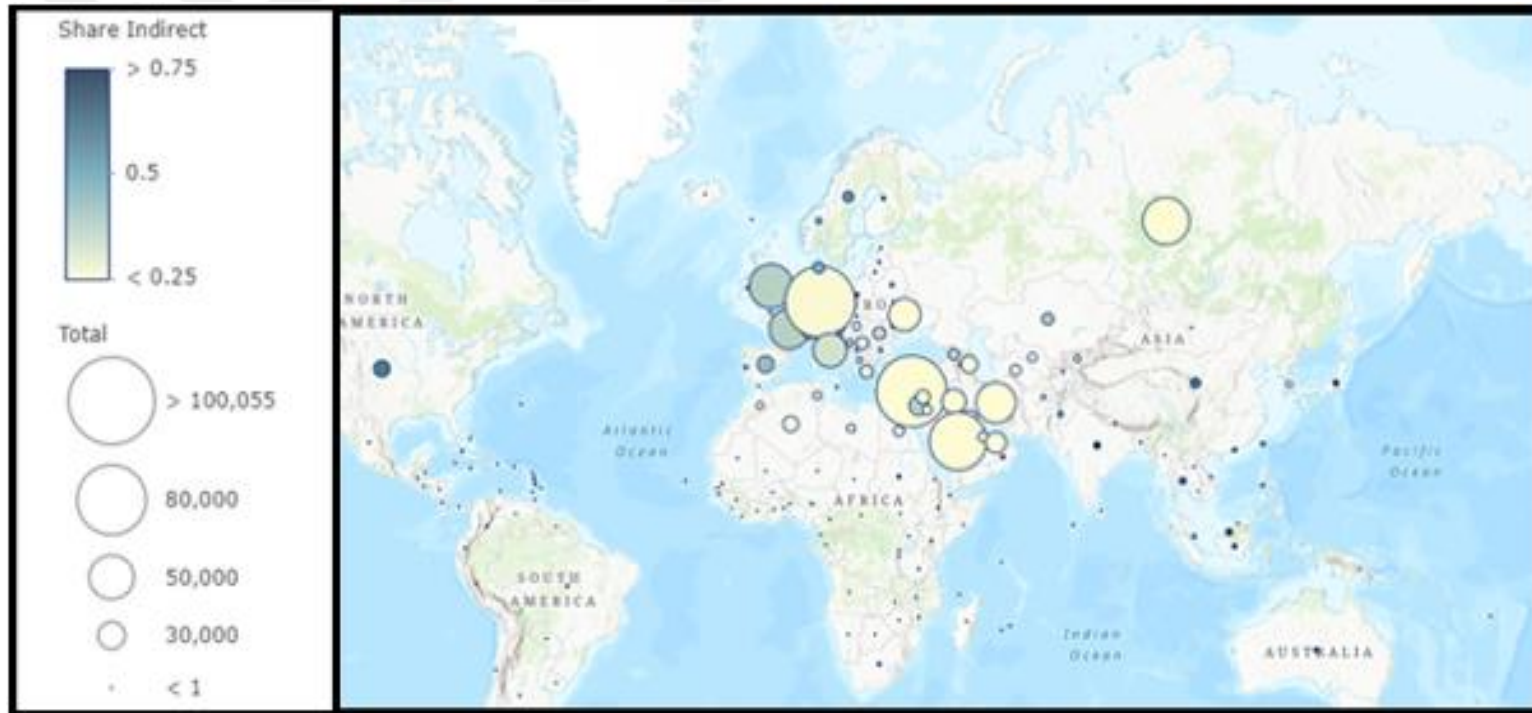 Share Indirect
> 0.75
0.5
< 0.25
Total
> 100,055
80,000
50,000
30,000
< 1
NORTH
AMERICA
Atlantic
Ocean
SOUTH
AMERICA
AFRICA
ASIA
Indian
Ocean
Pacific
Ocean
AUSTRALIA